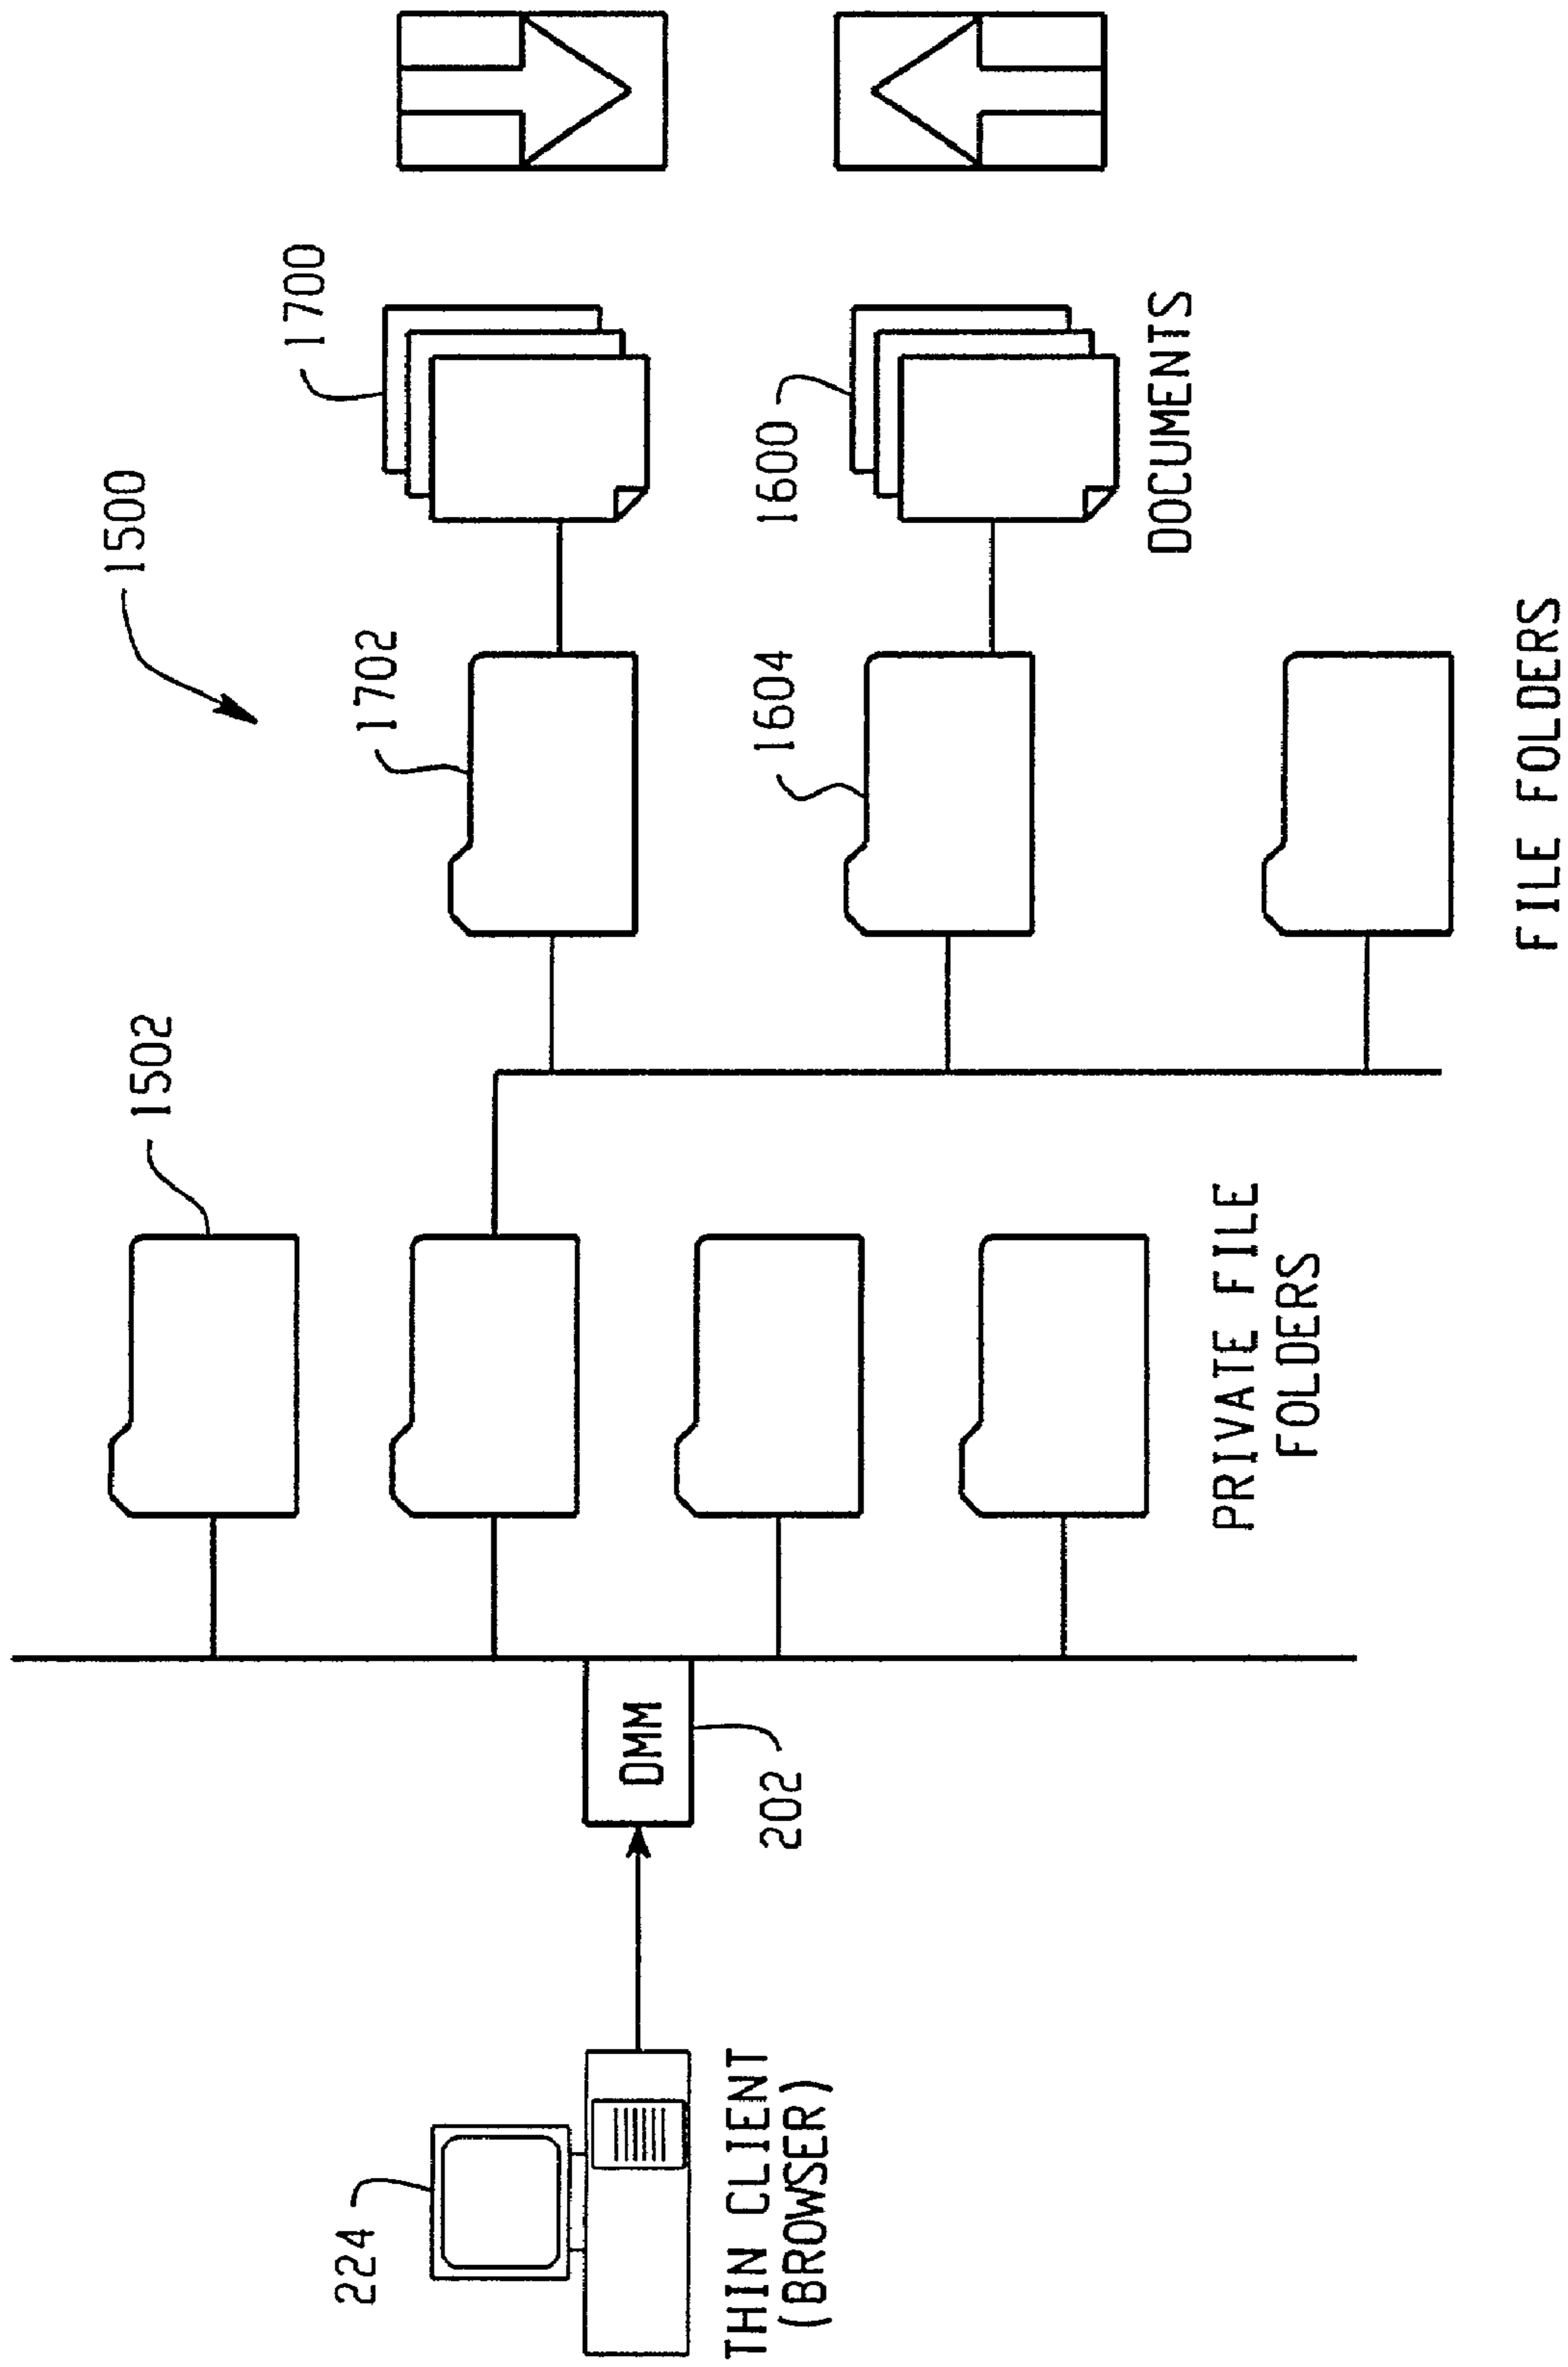 1500
1502
1702
1700
1604
1600
224
DMM
202
THIN CLIENT
(BROWSER)
PRIVATE FILE
FOLDERS
FILE FOLDERS
DOCUMENTS